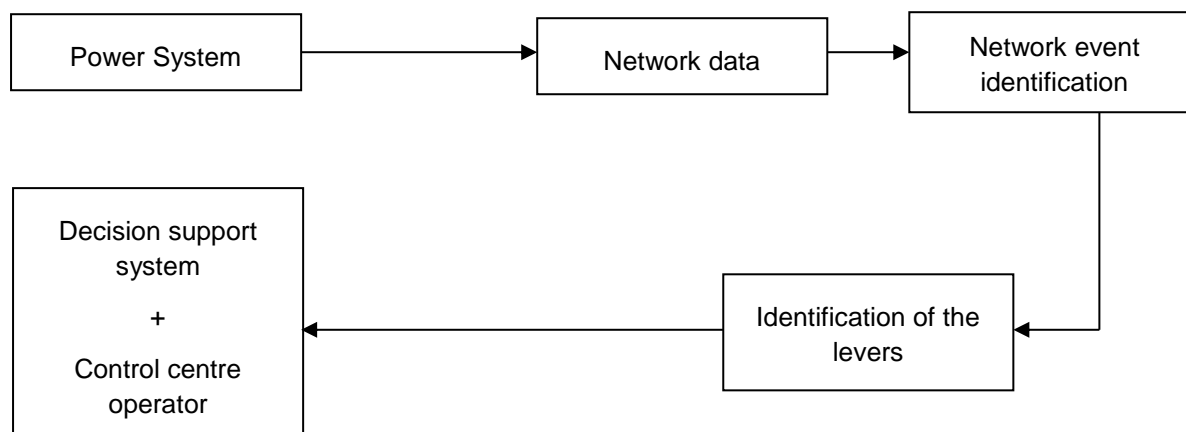 Power System
Network data
Network event
identification
Decision support
system
+
Control centre
operator
Identification of the
levers